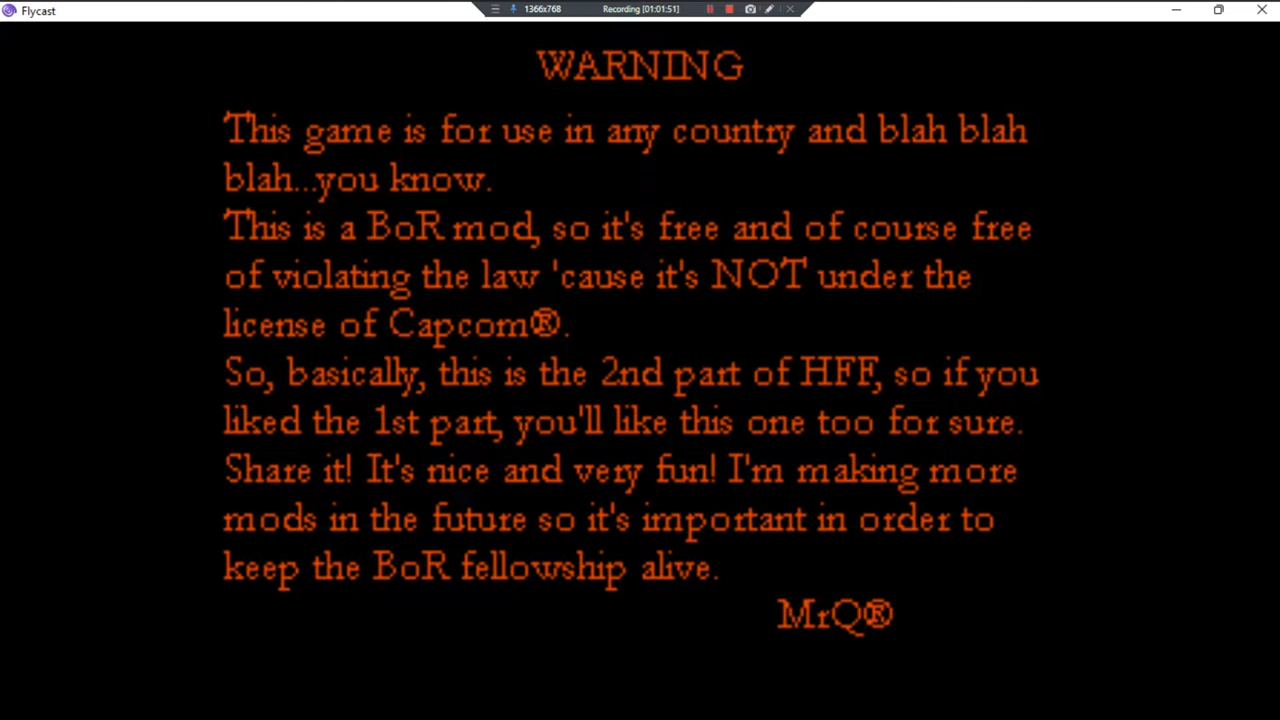 Flycast
1366x768
Recording [01:01:51]
WARNING
This game is for use in any country and blah blah
blah...you know.
This is a BoR mod, so it's free and of course free
of violating the law 'cause it's NOT under the
license of Capcom®.
So, basically, this is the 2nd part of HFF, so if you
liked the 1st part, you'll like this one too for sure.
Share it! It's nice and very fun! I'm making more
mods in the future so it's important in order to
keep the BoR fellowship alive.
MrQ®